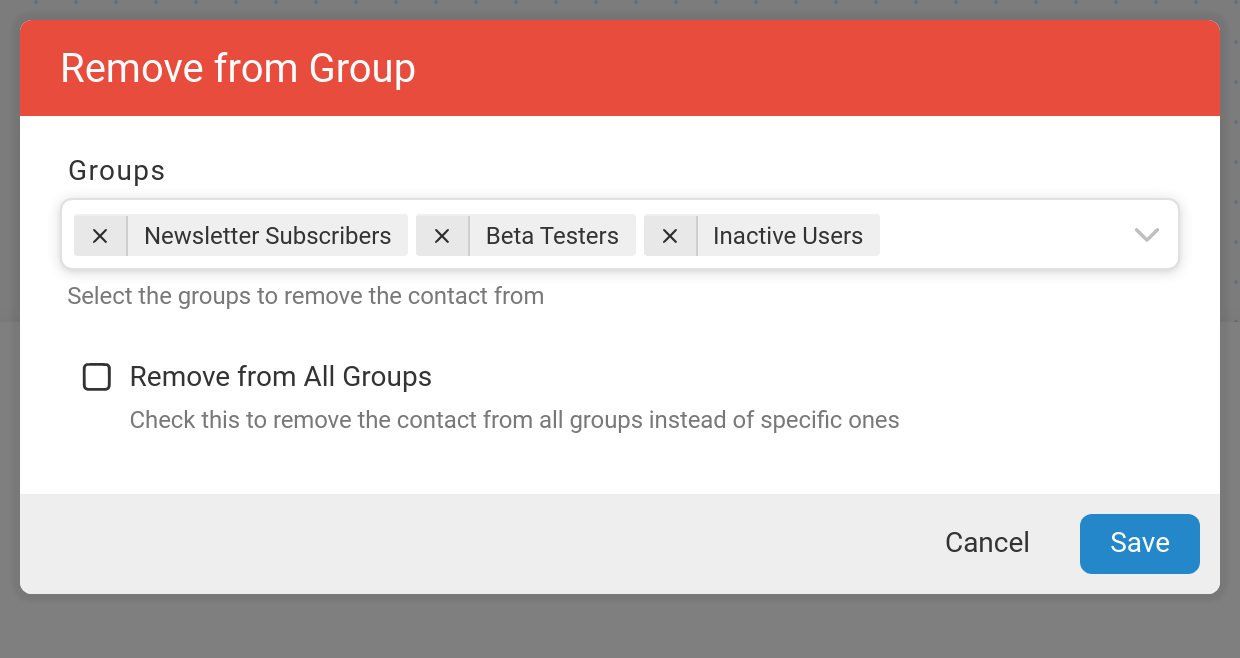 Remove from Group
Groups
Newsletter Subscribers Beta Testers Inactive Users
Select the groups to remove the contact from
Remove from All Groups
Check this to remove the contact from all groups instead of specific ones
Cancel Save